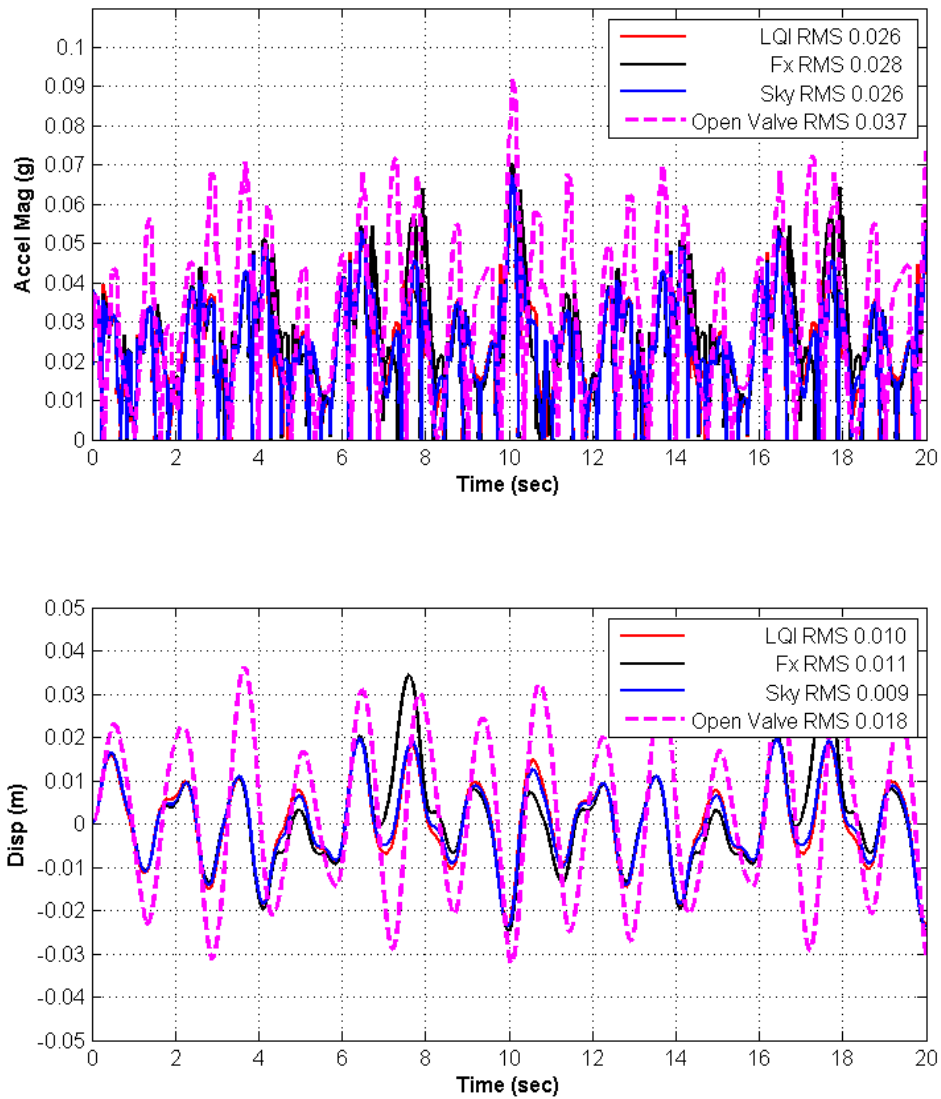 0.1
0.09
0.08
0.07
0.06
0.05
0.04
0.03
0.02
0.01
0
Accel Mag (g)
LQI RMS 0.026
Fx RMS 0.028
Sky RMS 0.026
Open Valve RMS 0.037
0 2 4 6 8 10 12 14 16 18 20
Time (sec)
0.05
0.04
0.03
0.02
0.01
0
-0.01
-0.02
-0.03
-0.04
-0.05
Disp (m)
LQI RMS 0.010
Fx RMS 0.011
Sky RMS 0.009
Open Valve RMS 0.018
0 2 4 6 8 10 12 14 16 18 20
Time (sec)